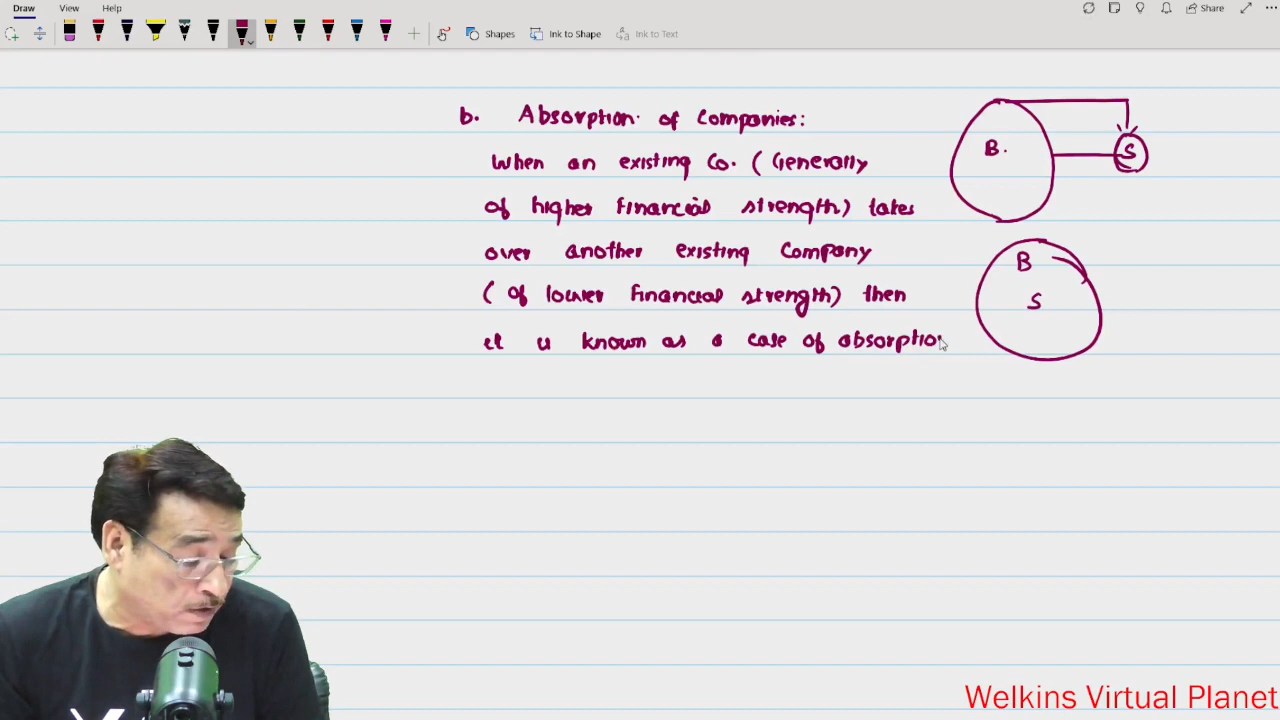 Draw View Help
Share
Shapes Ink to Shape Ink to Text
b. Absorption of Companies:
When an existing Co. (Generally
of higher financial strength) takes
over another existing Company
(of lower financial strength) then
it is known as a case of absorption
B.
S
B
S
Welkins Virtual Planet